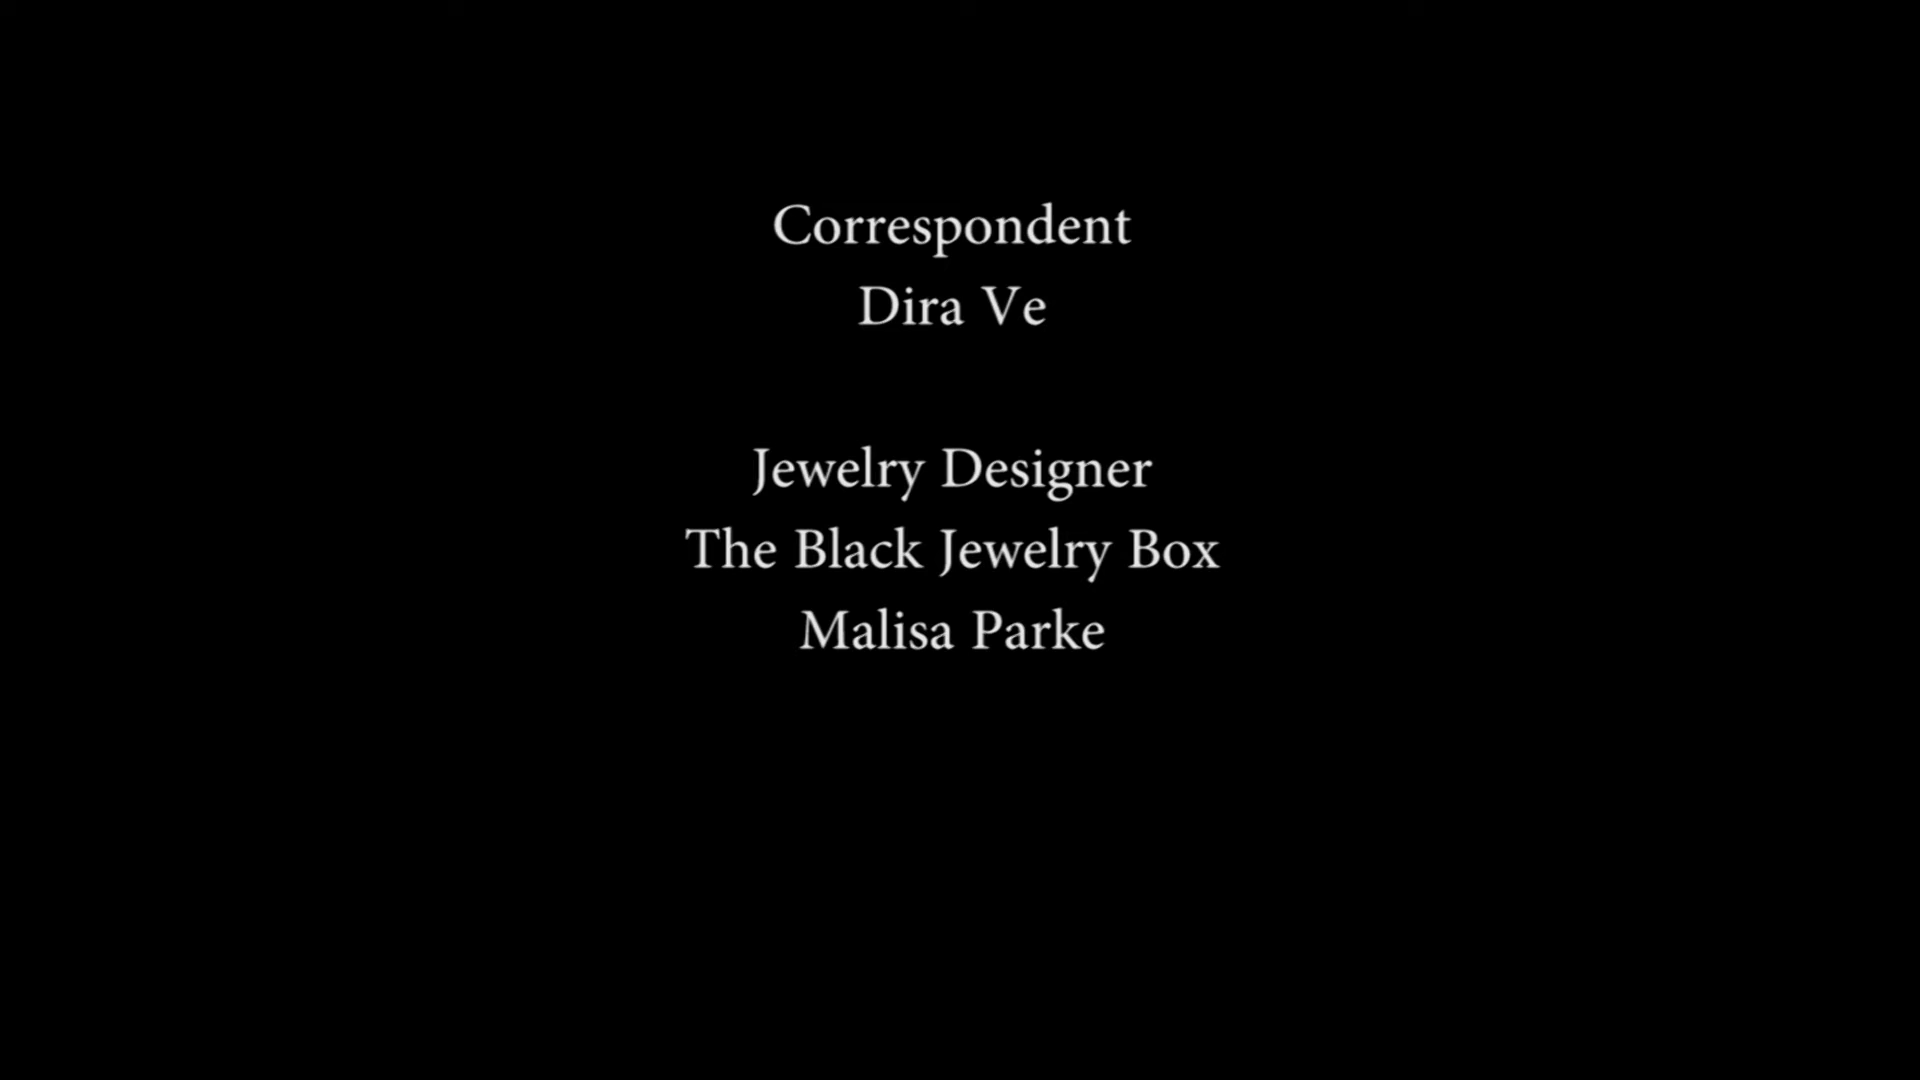 Correspondent
Dira Ve
Jewelry Designer
The Black Jewelry Box
Malisa Parke